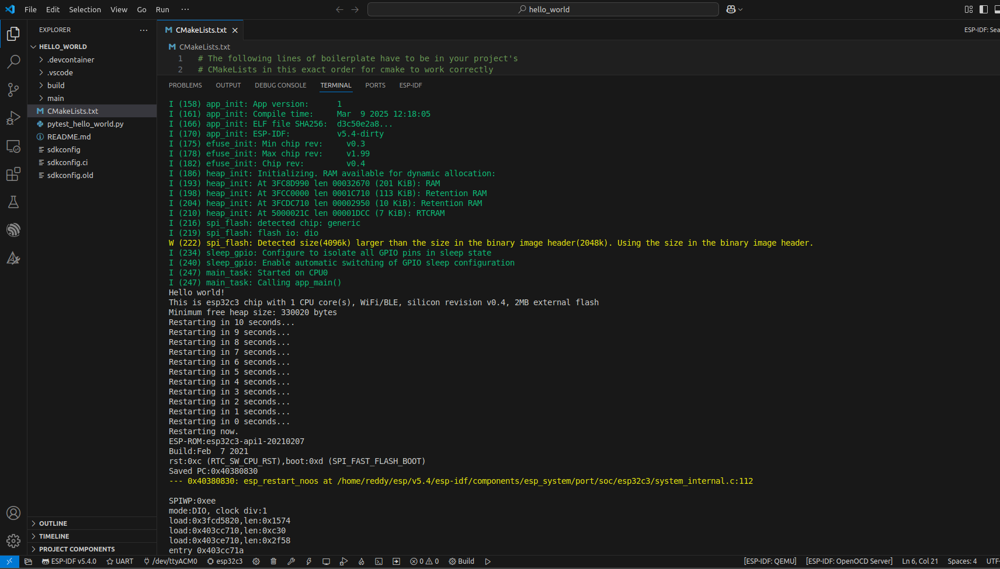 File Edit Selection View Go Run ···
hello_world
EXPLORER ···
HELLO_WORLD
.devcontainer
.vscode
build
main
CMakeLists.txt
pytest_hello_world.py
README.md
sdkconfig
sdkconfig.ci
sdkconfig.old
OUTLINE
TIMELINE
PROJECT COMPONENTS
CMakeLists.txt
ESP-IDF: Sea
CMakeLists.txt
1 # The following lines of boilerplate have to be in your project's
2 # CMakeLists in this exact order for cmake to work correctly
PROBLEMS OUTPUT DEBUG CONSOLE TERMINAL PORTS ESP-IDF
I (158) app_init: App version:      1
I (161) app_init: Compile time:     Mar  9 2025 12:18:05
I (166) app_init: ELF file SHA256:  d3c50e2a8...
I (170) app_init: ESP-IDF:          v5.4-dirty
I (175) efuse_init: Min chip rev:     v0.3
I (178) efuse_init: Max chip rev:     v1.99
I (182) efuse_init: Chip rev:         v0.4
I (186) heap_init: Initializing. RAM available for dynamic allocation:
I (193) heap_init: At 3FC8D990 len 00032670 (201 KiB): RAM
I (198) heap_init: At 3FCC0000 len 0001C710 (113 KiB): Retention RAM
I (204) heap_init: At 3FCDC710 len 00002950 (10 KiB): Retention RAM
I (210) heap_init: At 5000021C len 00001DCC (7 KiB): RTCRAM
I (216) spi_flash: detected chip: generic
I (219) spi_flash: flash io: dio
W (222) spi_flash: Detected size(4096k) larger than the size in the binary image header(2048k). Using the size in the binary image header.
I (234) sleep_gpio: Configure to isolate all GPIO pins in sleep state
I (240) sleep_gpio: Enable automatic switching of GPIO sleep configuration
I (247) main_task: Started on CPU0
I (247) main_task: Calling app_main()
Hello world!
This is esp32c3 chip with 1 CPU core(s), WiFi/BLE, silicon revision v0.4, 2MB external flash
Minimum free heap size: 330020 bytes
Restarting in 10 seconds...
Restarting in 9 seconds...
Restarting in 8 seconds...
Restarting in 7 seconds...
Restarting in 6 seconds...
Restarting in 5 seconds...
Restarting in 4 seconds...
Restarting in 3 seconds...
Restarting in 2 seconds...
Restarting in 1 seconds...
Restarting in 0 seconds...
Restarting now.
ESP-ROM:esp32c3-api1-20210207
Build:Feb  7 2021
rst:0xc (RTC_SW_CPU_RST),boot:0xd (SPI_FAST_FLASH_BOOT)
Saved PC:0x40380830
--- 0x40380830: esp_restart_noos at /home/reddy/esp/v5.4/esp-idf/components/esp_system/port/soc/esp32c3/system_internal.c:112
SPIWP:0xee
mode:DIO, clock div:1
load:0x3fcd5820,len:0x1574
load:0x403cc710,len:0xc30
load:0x403ce710,len:0x2f58
entry 0x403cc71a
ESP-IDF v5.4.0 UART /dev/ttyACM0 esp32c3 0 0 Build [ESP-IDF: QEMU] [ESP-IDF: OpenOCD Server] Ln 6, Col 21 Spaces: 4 UTF-